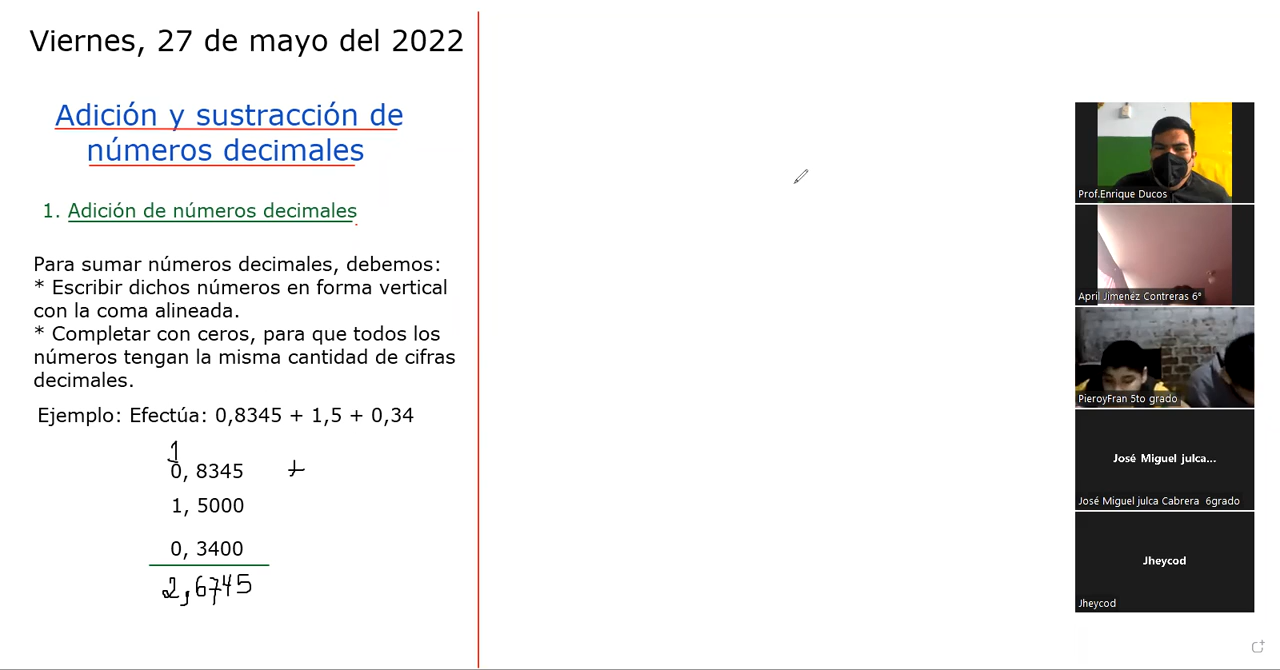 Viernes, 27 de mayo del 2022
Adición y sustracción de
números decimales
1. Adición de números decimales
Para sumar números decimales, debemos:
* Escribir dichos números en forma vertical
con la coma alineada.
* Completar con ceros, para que todos los
números tengan la misma cantidad de cifras
decimales.
Ejemplo: Efectúa: 0,8345 + 1,5 + 0,34
1
0, 8345 +
1, 5000
0, 3400
2,6745
Prof.Enrique Ducos
April Jimenez Contreras 6°
PieroyFran 5to grado
José Miguel julca...
José Miguel julca Cabrera 6grado
Jheycod
Jheycod